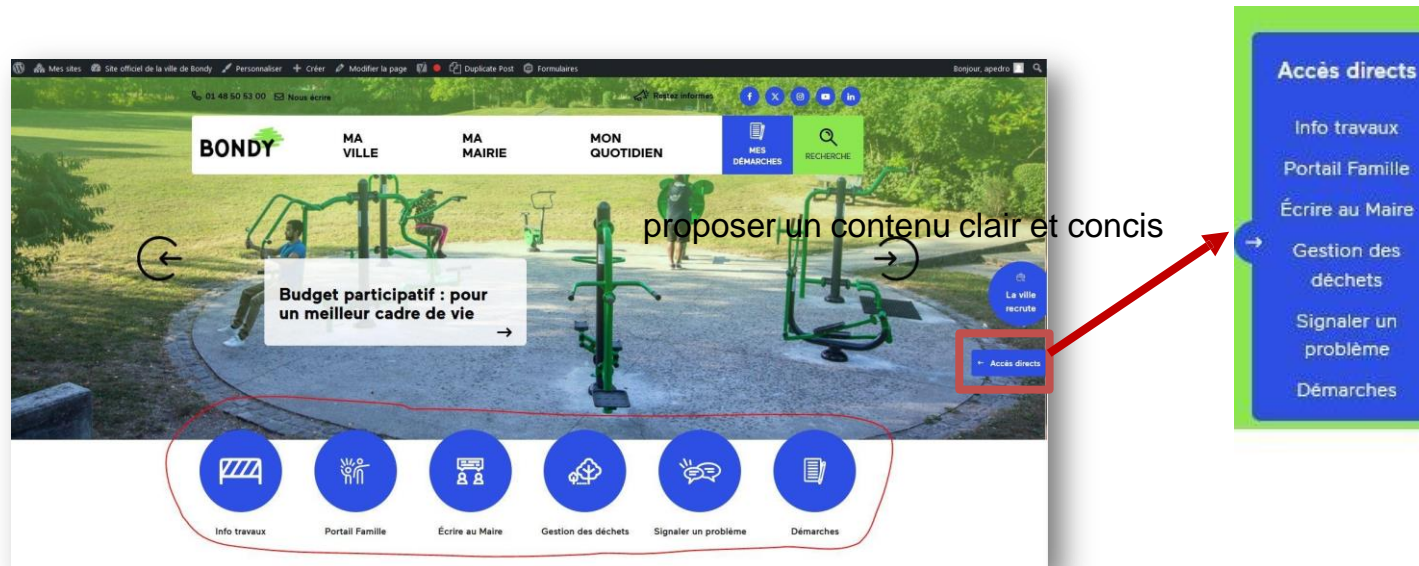 Mes sites Site officiel de la ville de Bondy Personnaliser + Créer Modifier la page Duplicate Post Formulaires Bonjour, apedro
01 48 50 53 00 Nous écrire Restez informés
BONDY
MA
VILLE
MA
MAIRIE
MON
QUOTIDIEN
MES
DÉMARCHES
RECHERCHE
proposer un contenu clair et concis
Budget participatif : pour
un meilleur cadre de vie
→
La ville
recrute
← Accès directs
Info travaux
Portail Famille
Écrire au Maire
Gestion des déchets
Signaler un problème
Démarches
Accès directs
Info travaux
Portail Famille
Écrire au Maire
→
Gestion des
déchets
Signaler un
problème
Démarches